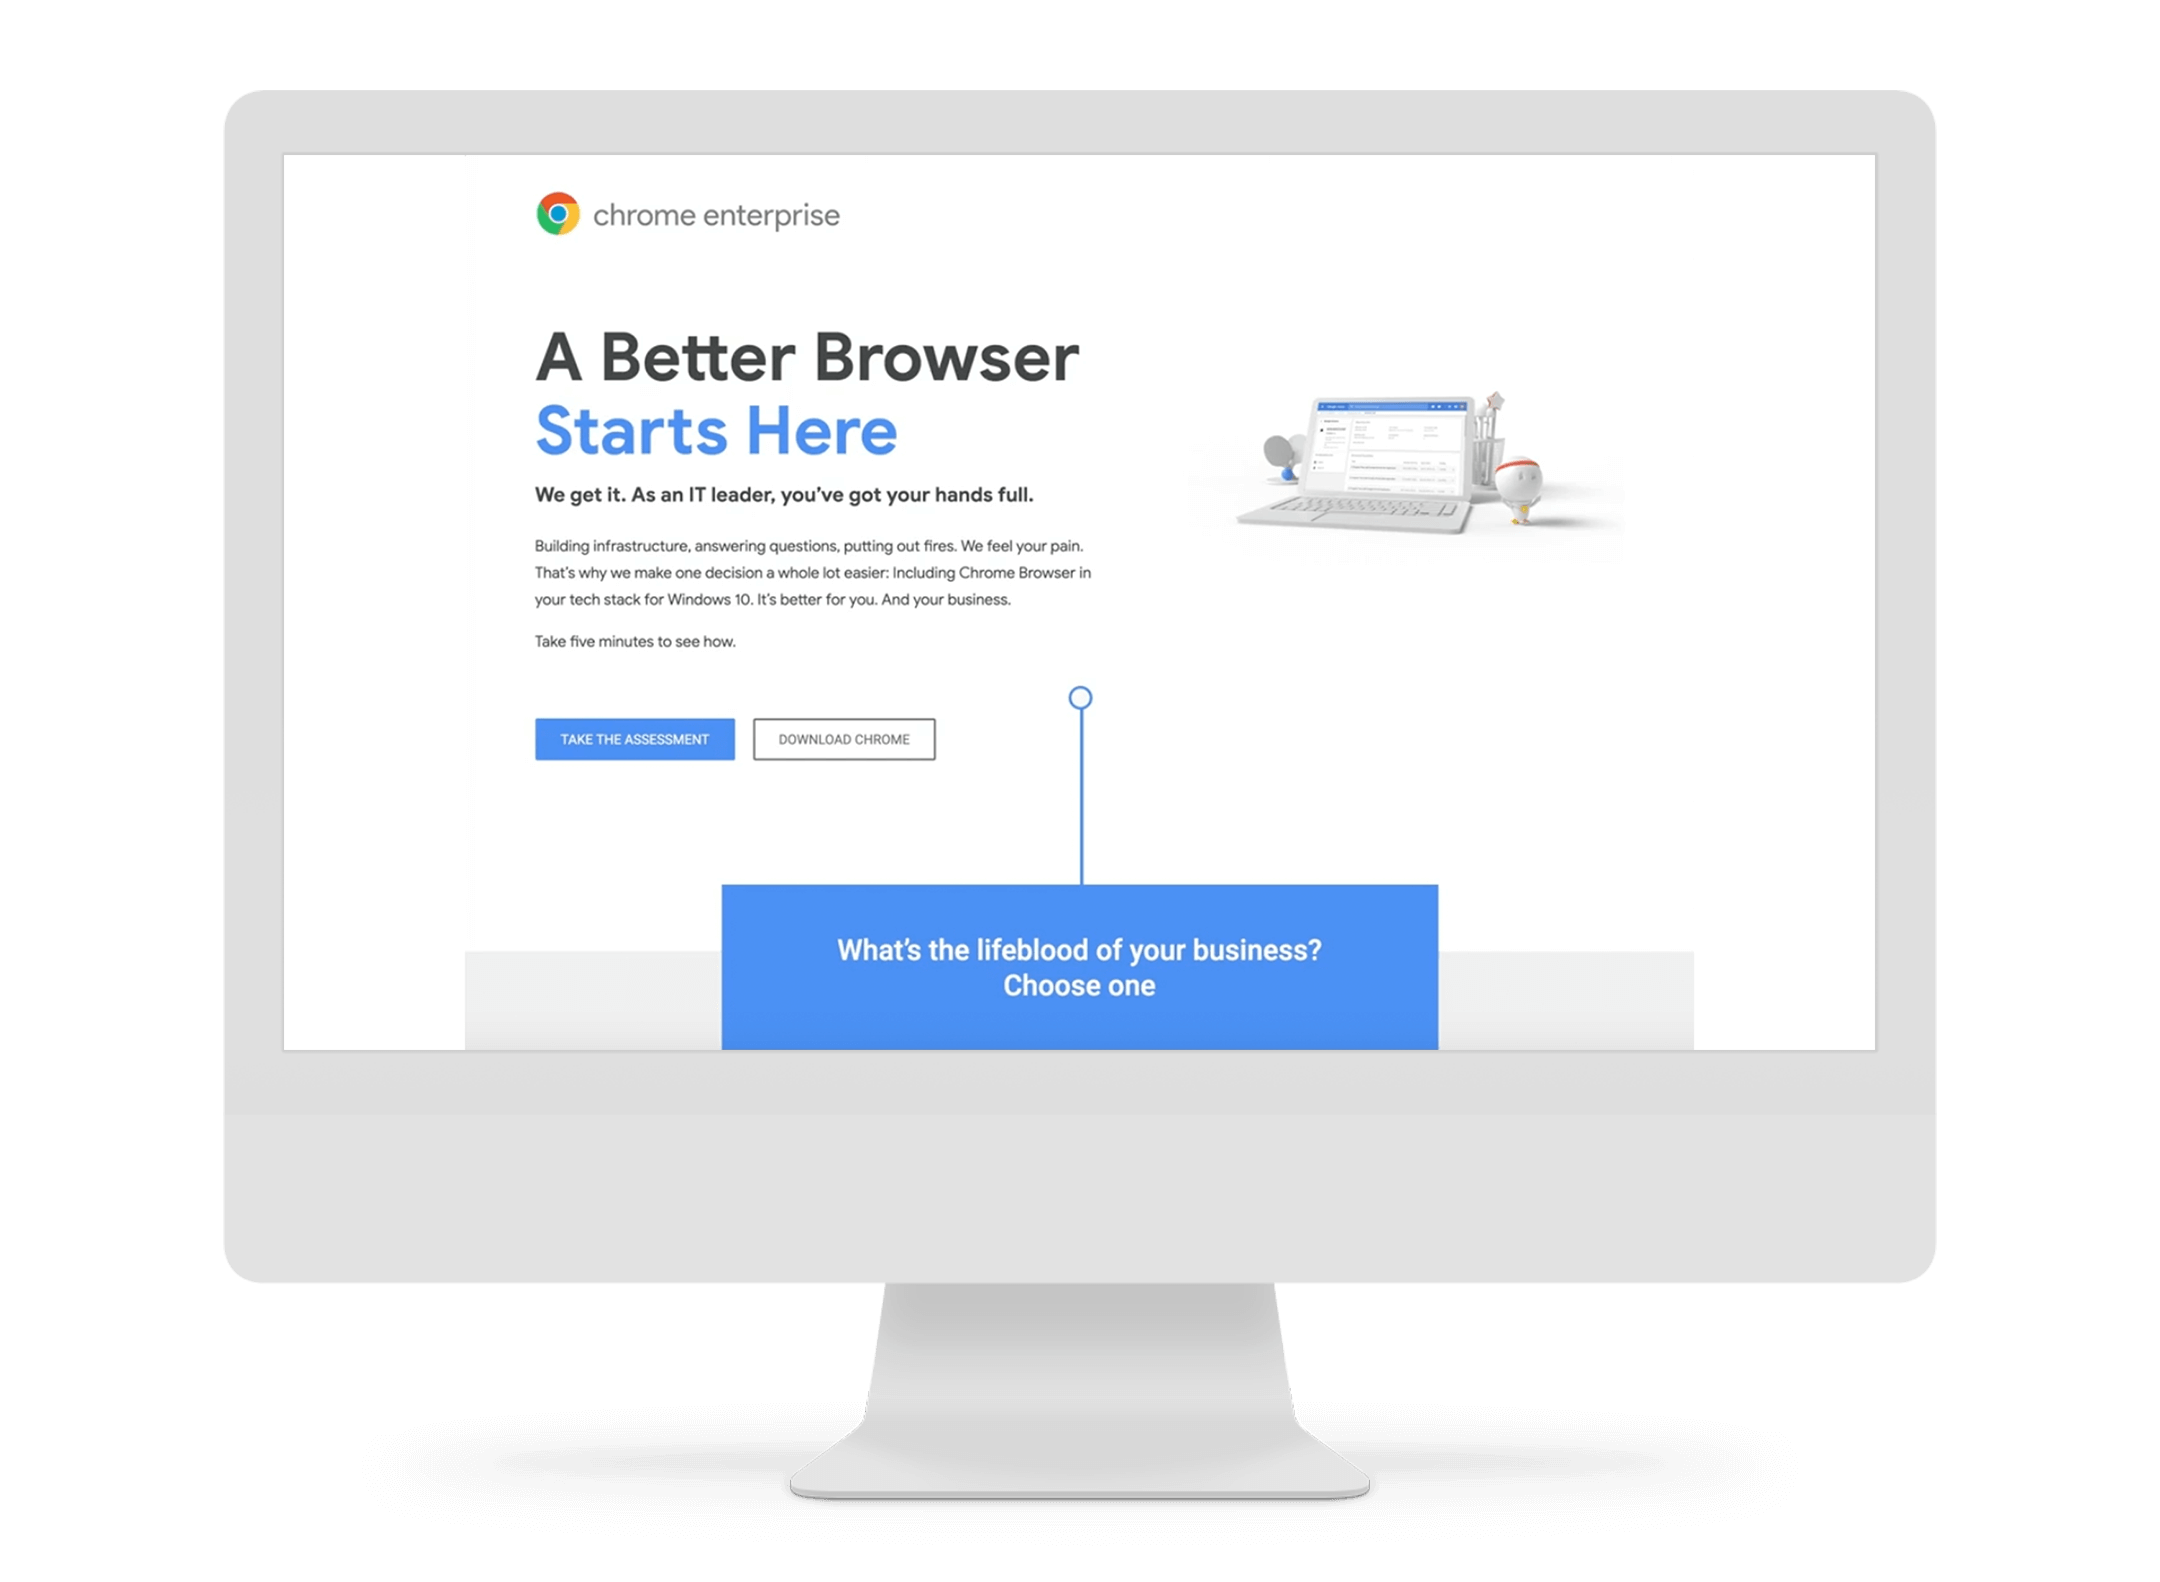 chrome enterprise
A Better Browser
Starts Here
We get it. As an IT leader, you’ve got your hands full.
Building infrastructure, answering questions, putting out fires. We feel your pain.
That’s why we make one decision a whole lot easier: Including Chrome Browser in
your tech stack for Windows 10. It’s better for you. And your business.
Take five minutes to see how.
TAKE THE ASSESSMENT
DOWNLOAD CHROME
What’s the lifeblood of your business?
Choose one